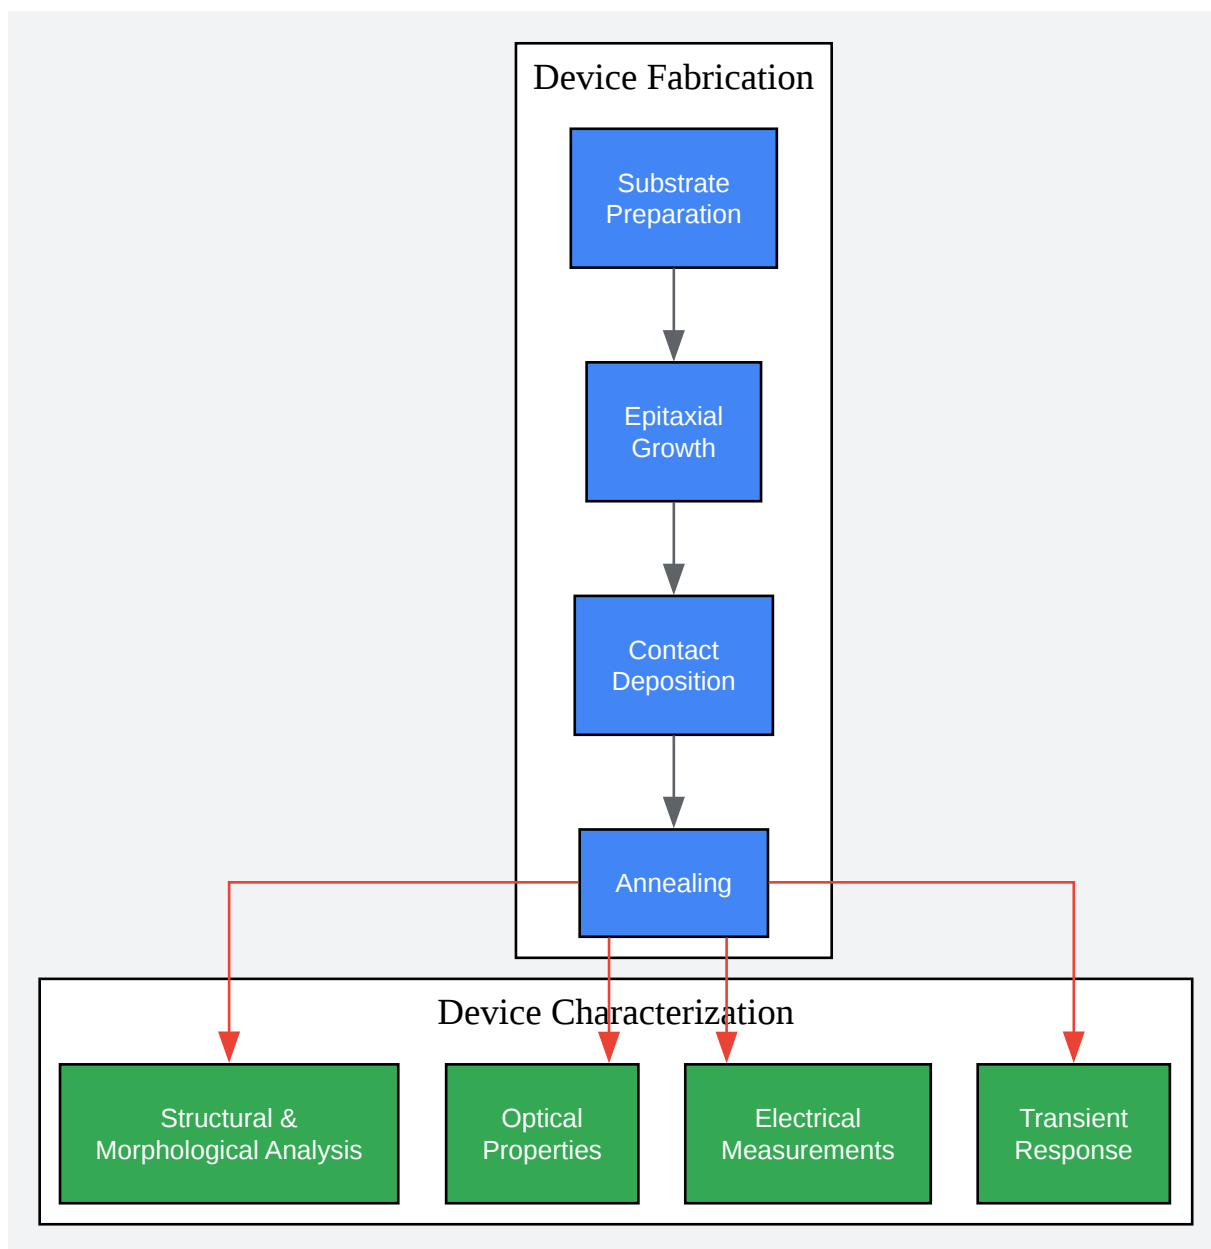 Device Fabrication
Substrate
Preparation
Epitaxial
Growth
Contact
Deposition
Annealing
Device Characterization
Structural &
Morphological Analysis
Optical
Properties
Electrical
Measurements
Transient
Response